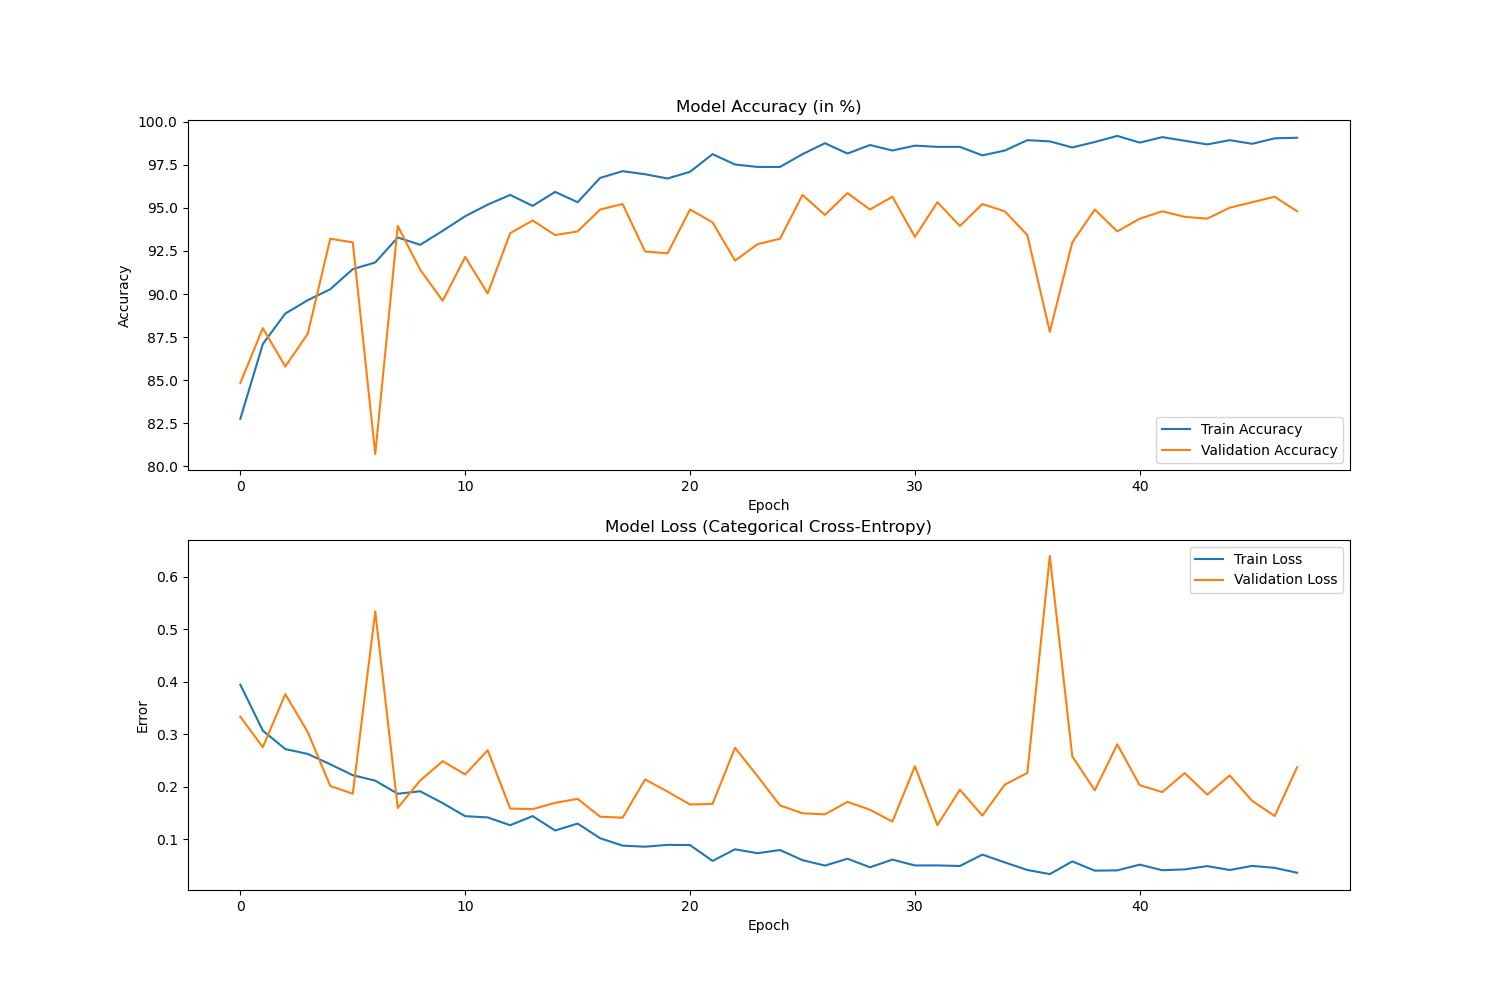 Model Accuracy (in %)
100.0
97.5
95.0
92.5
90.0
87.5
85.0
82.5
80.0
Accuracy
Train Accuracy
Validation Accuracy
0 10 20 30 40
Epoch
Model Loss (Categorical Cross-Entropy)
0.6
0.5
0.4
0.3
0.2
0.1
Error
Train Loss
Validation Loss
0 10 20 30 40
Epoch